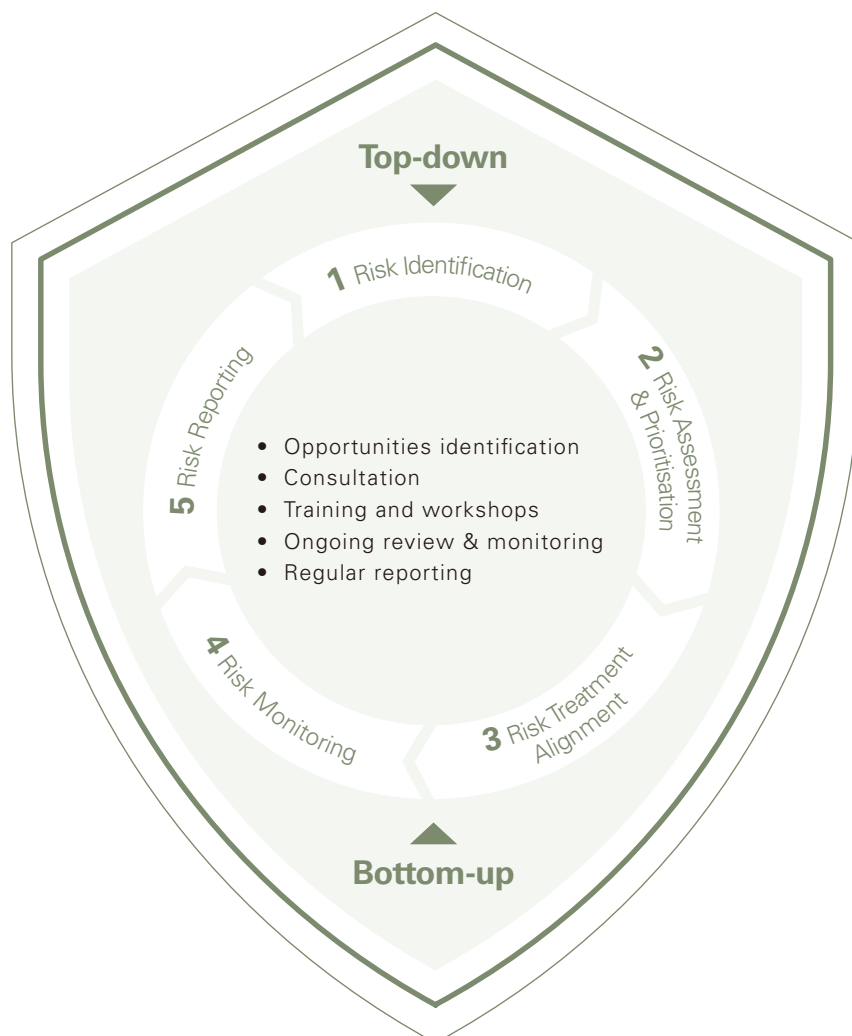 Top-down
1 Risk Identification
2 Risk Assessment
& Prioritisation
3 Risk Treatment
Alignment
4 Risk Monitoring
5 Risk Reporting
• Opportunities identification
• Consultation
• Training and workshops
• Ongoing review & monitoring
• Regular reporting
Bottom-up